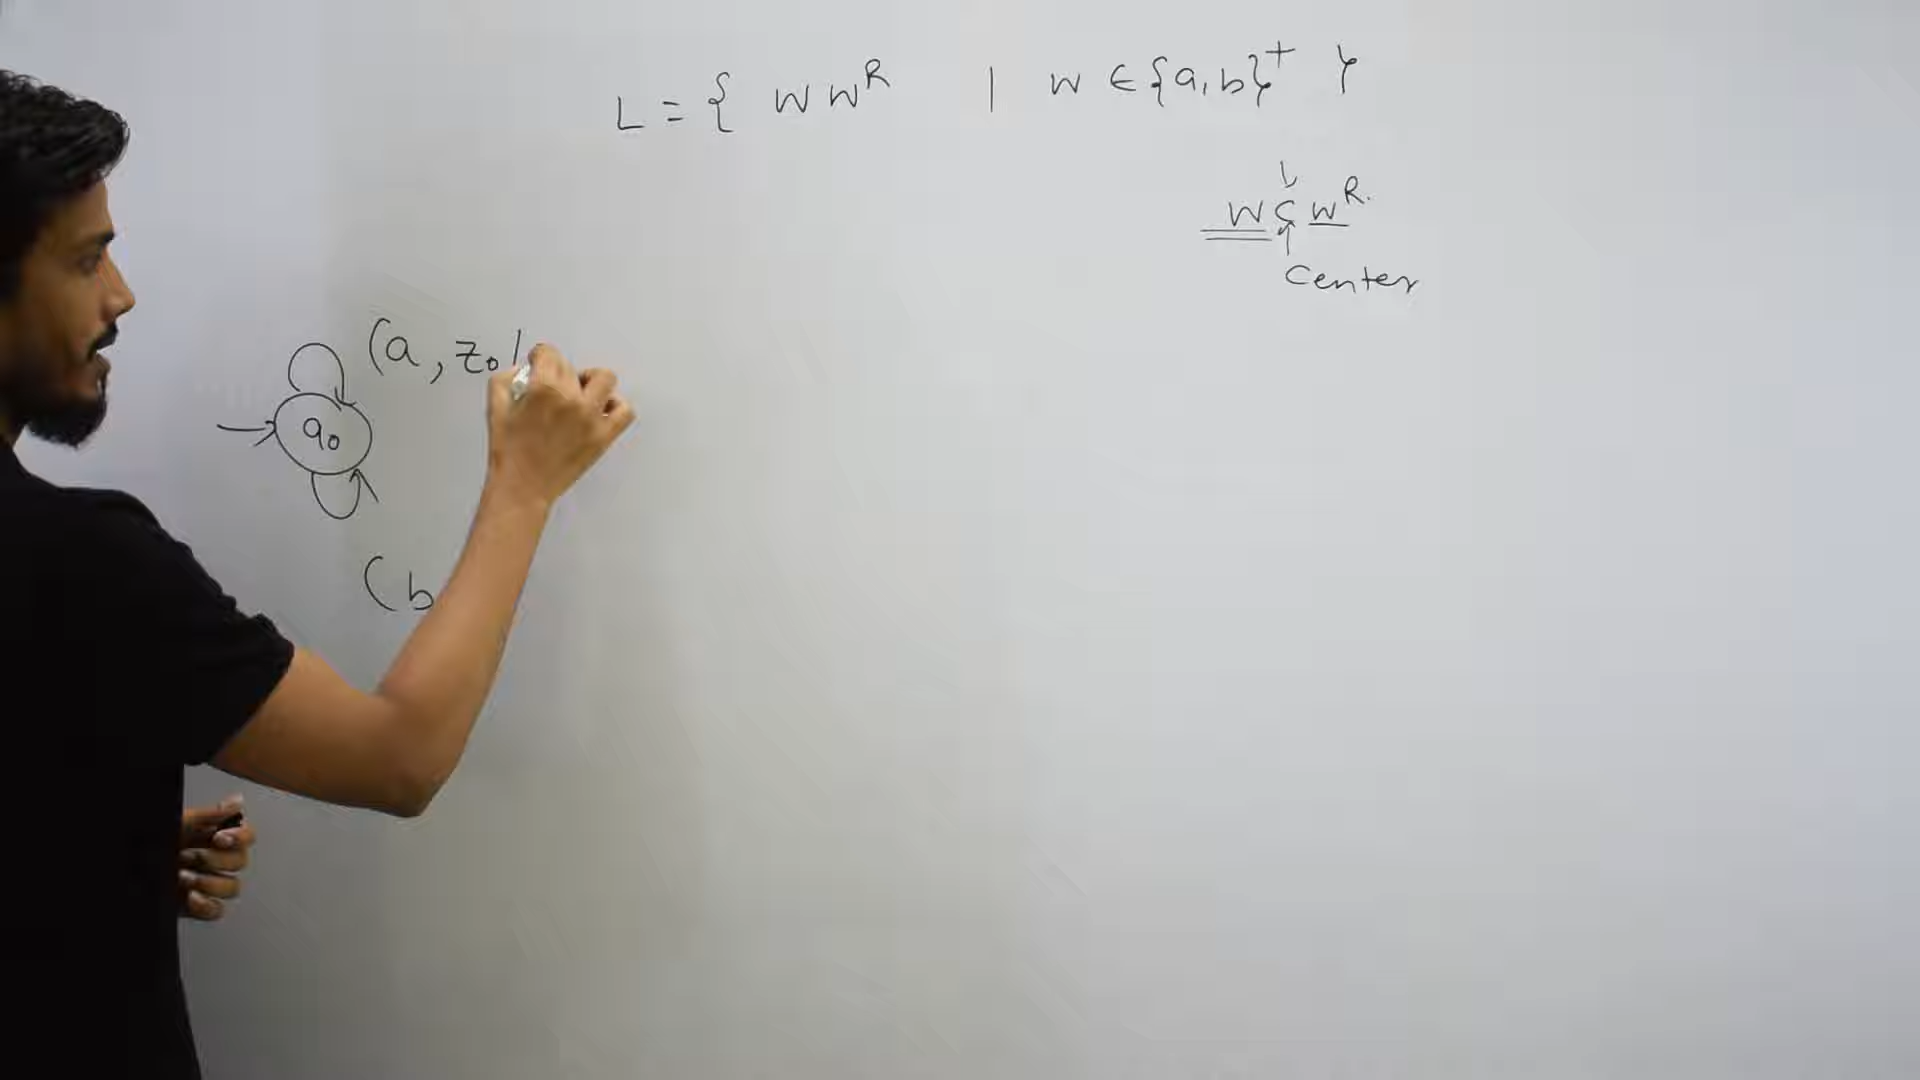 L = { W W^R | W ∈ {a, b}^+ }
W C W^R.
Center
(a, z₀/
q₀
(b